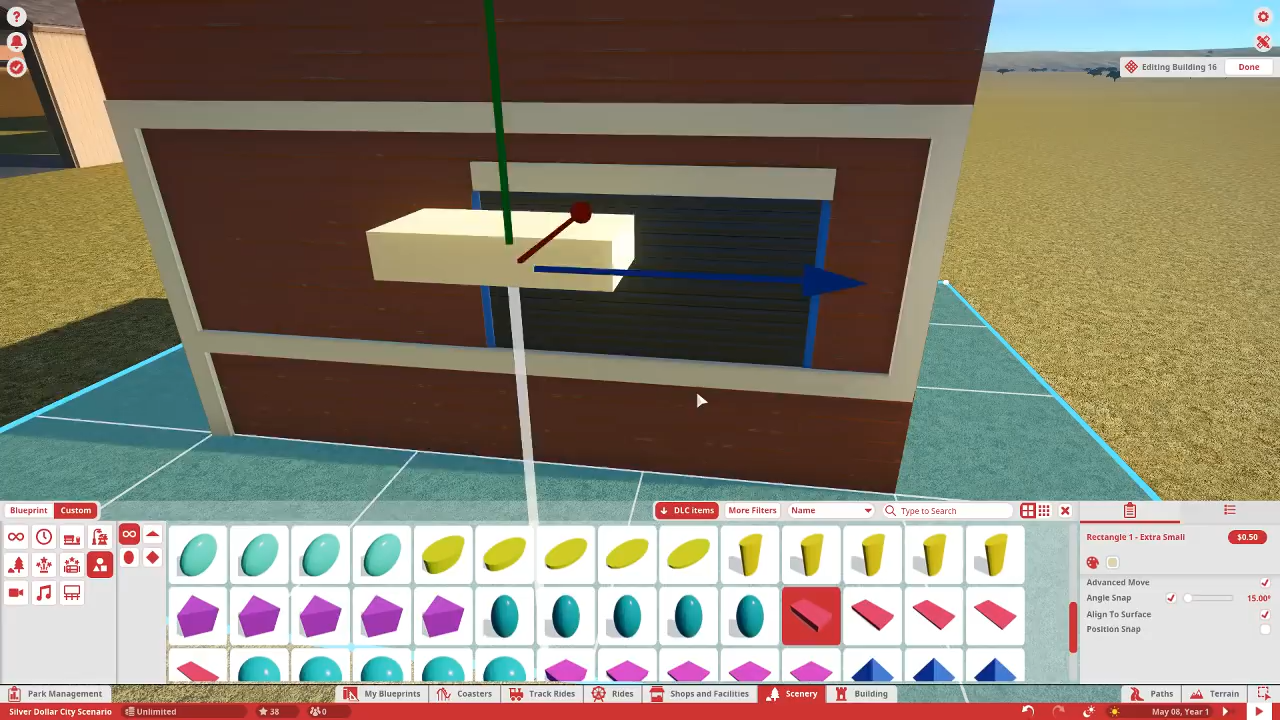 ?
Editing Building 16 Done
Blueprint Custom
DLC items More Filters Name Type to Search
Rectangle 1 - Extra Small $0.50
Advanced Move
Angle Snap 15.00°
Align To Surface
Position Snap
Park Management My Blueprints Coasters Track Rides Rides Shops and Facilities Scenery Building Paths Terrain
Silver Dollar City Scenario Unlimited 38 0 May 08, Year 1